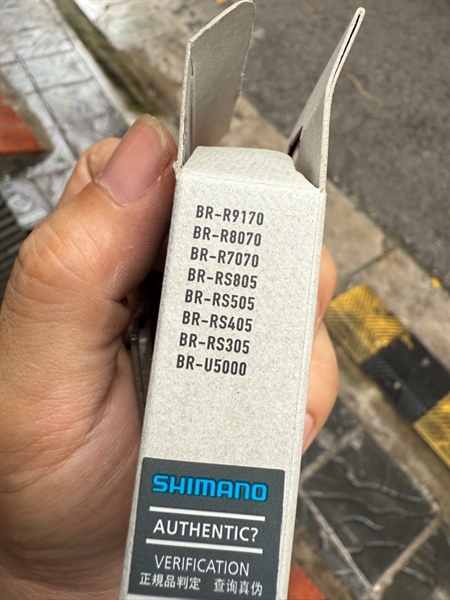 BR-R9170
BR-R8070
BR-R7070
BR-RS805
BR-RS505
BR-RS405
BR-RS305
BR-U5000
SHIMANO
AUTHENTIC?
VERIFICATION
正规品判定 查询真伪